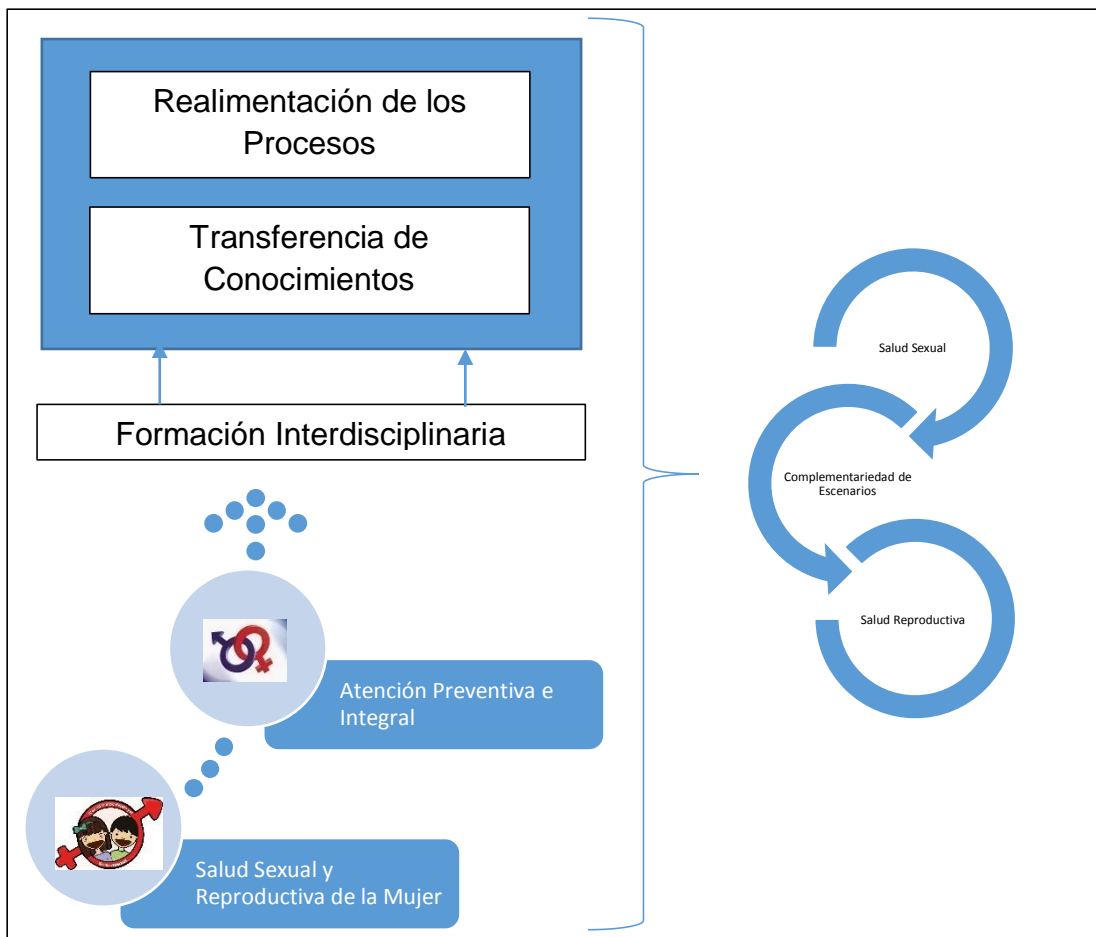 Realimentación de los
Procesos
Transferencia de
Conocimientos
Formación Interdisciplinaria
Atención Preventiva e
Integral
Salud Sexual y
Reproductiva de la Mujer
Salud Sexual
Complementariedad de
Escenarios
Salud Reproductiva